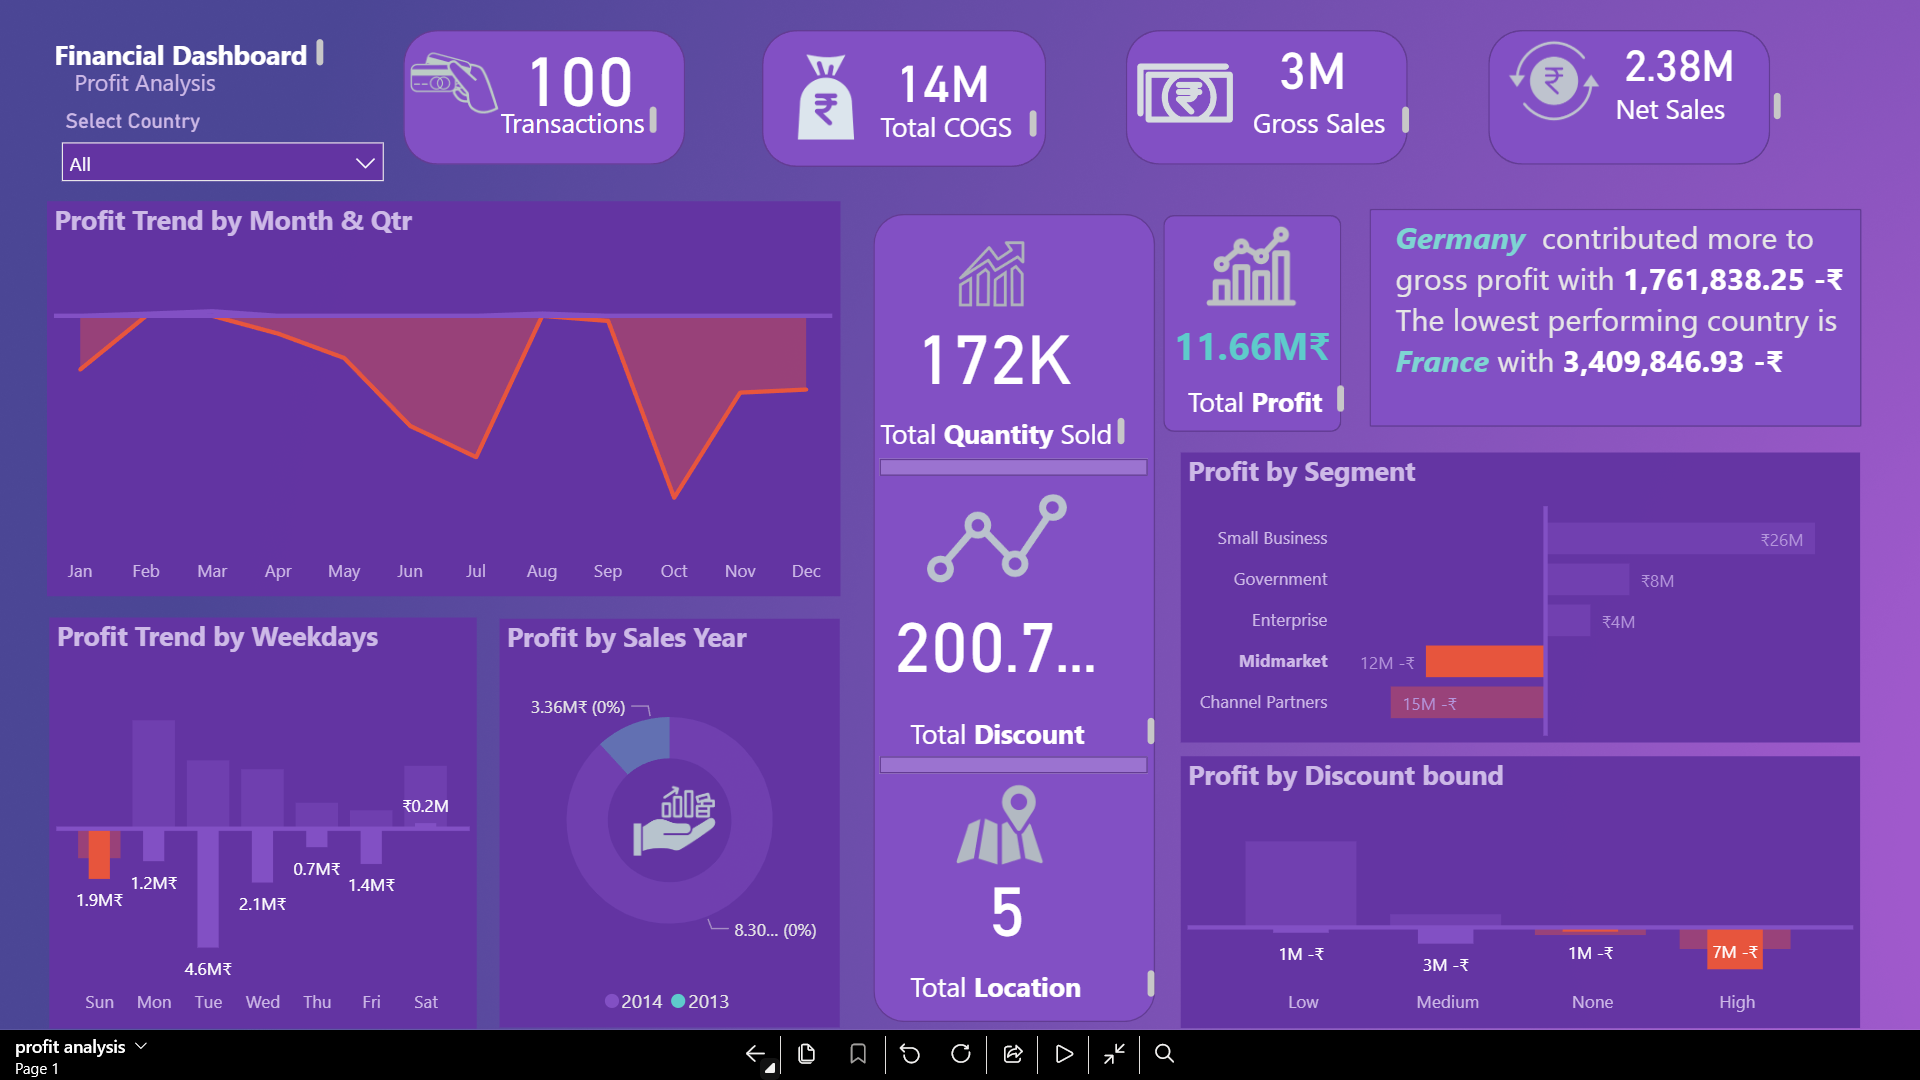 Financial Dashboard
Profit Analysis
Select Country
All
100
Transactions
14M
Total COGS
3M
Gross Sales
2.38M
Net Sales
Profit Trend by Month & Qtr
Jan Feb Mar Apr May Jun Jul Aug Sep Oct Nov Dec
172K
Total Quantity Sold
200.7...
Total Discount
5
Total Location
11.66M₹
Total Profit
Germany contributed more to
gross profit with 1,761,838.25 -₹
The lowest performing country is
France with 3,409,846.93 -₹
Profit by Segment
Small Business ₹26M
Government ₹8M
Enterprise ₹4M
Midmarket 12M -₹
Channel Partners 15M -₹
Profit Trend by Weekdays
₹0.2M
1.9M₹ 1.2M₹ 4.6M₹ 2.1M₹ 0.7M₹ 1.4M₹
Sun Mon Tue Wed Thu Fri Sat
Profit by Sales Year
3.36M₹ (0%)
8.30... (0%)
2014 2013
Profit by Discount bound
1M -₹ 3M -₹ 1M -₹ 7M -₹
Low Medium None High
profit analysis
Page 1